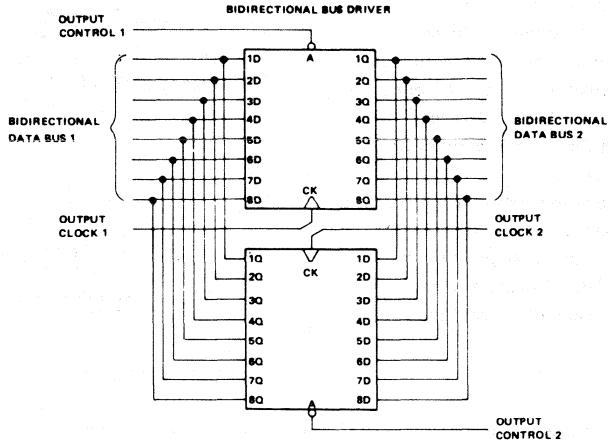 BIDIRECTIONAL BUS DRIVER
OUTPUT
CONTROL 1
1D
A
1Q
2D
2Q
3D
3Q
BIDIRECTIONAL
DATA BUS 1
4D
4Q
BIDIRECTIONAL
DATA BUS 2
5D
5Q
6D
6Q
7D
7Q
8D
CK
8Q
OUTPUT
CLOCK 1
OUTPUT
CLOCK 2
1Q
CK
1D
2Q
2D
3Q
3D
4Q
4D
5Q
5D
6Q
6D
7Q
7D
8Q
A
8D
OUTPUT
CONTROL 2